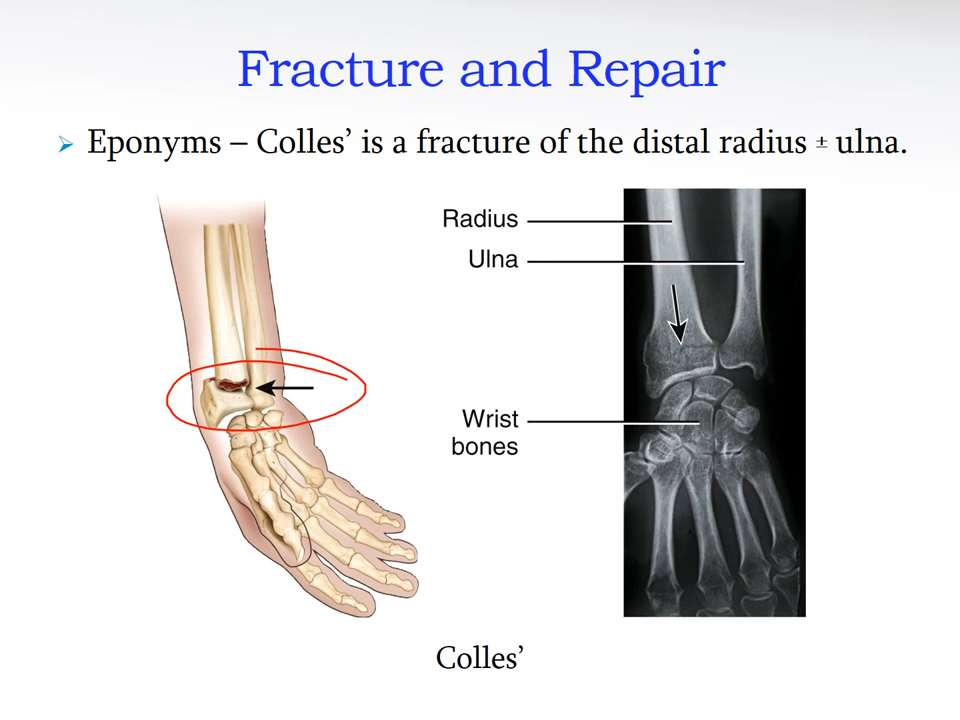 Fracture and Repair
➢ Eponyms – Colles’ is a fracture of the distal radius ± ulna.
Radius
Ulna
Wrist
bones
Colles’